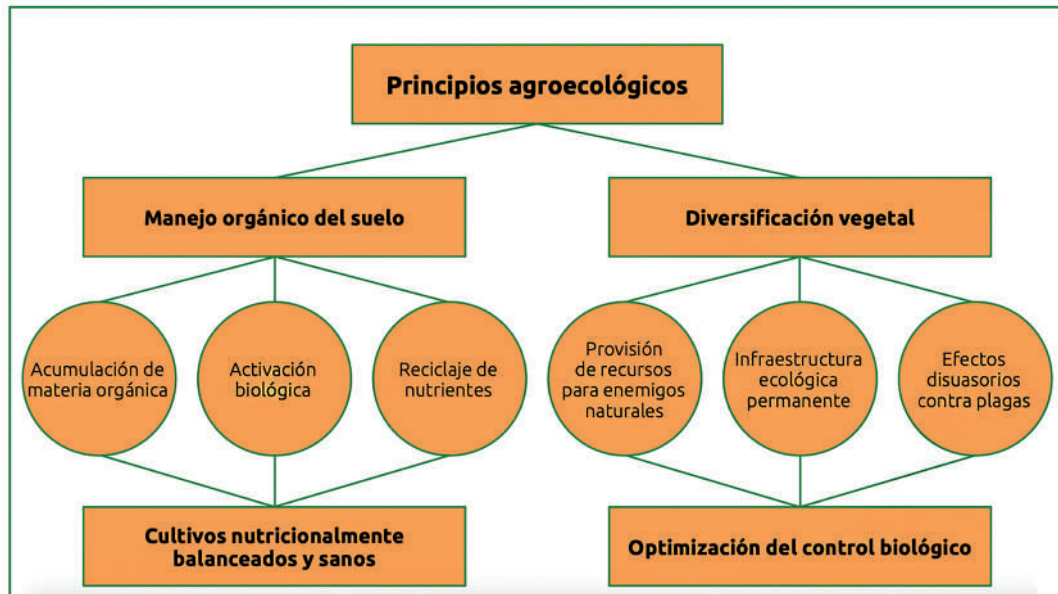 Principios agroecológicos
Manejo orgánico del suelo
Diversificación vegetal
Acumulación de
materia orgánica
Activación
biológica
Reciclaje de
nutrientes
Provisión
de recursos
para enemigos
naturales
Infraestructura
ecológica
permanente
Efectos
disuasorios
contra plagas
Cultivos nutricionalmente
balanceados y sanos
Optimización del control biológico